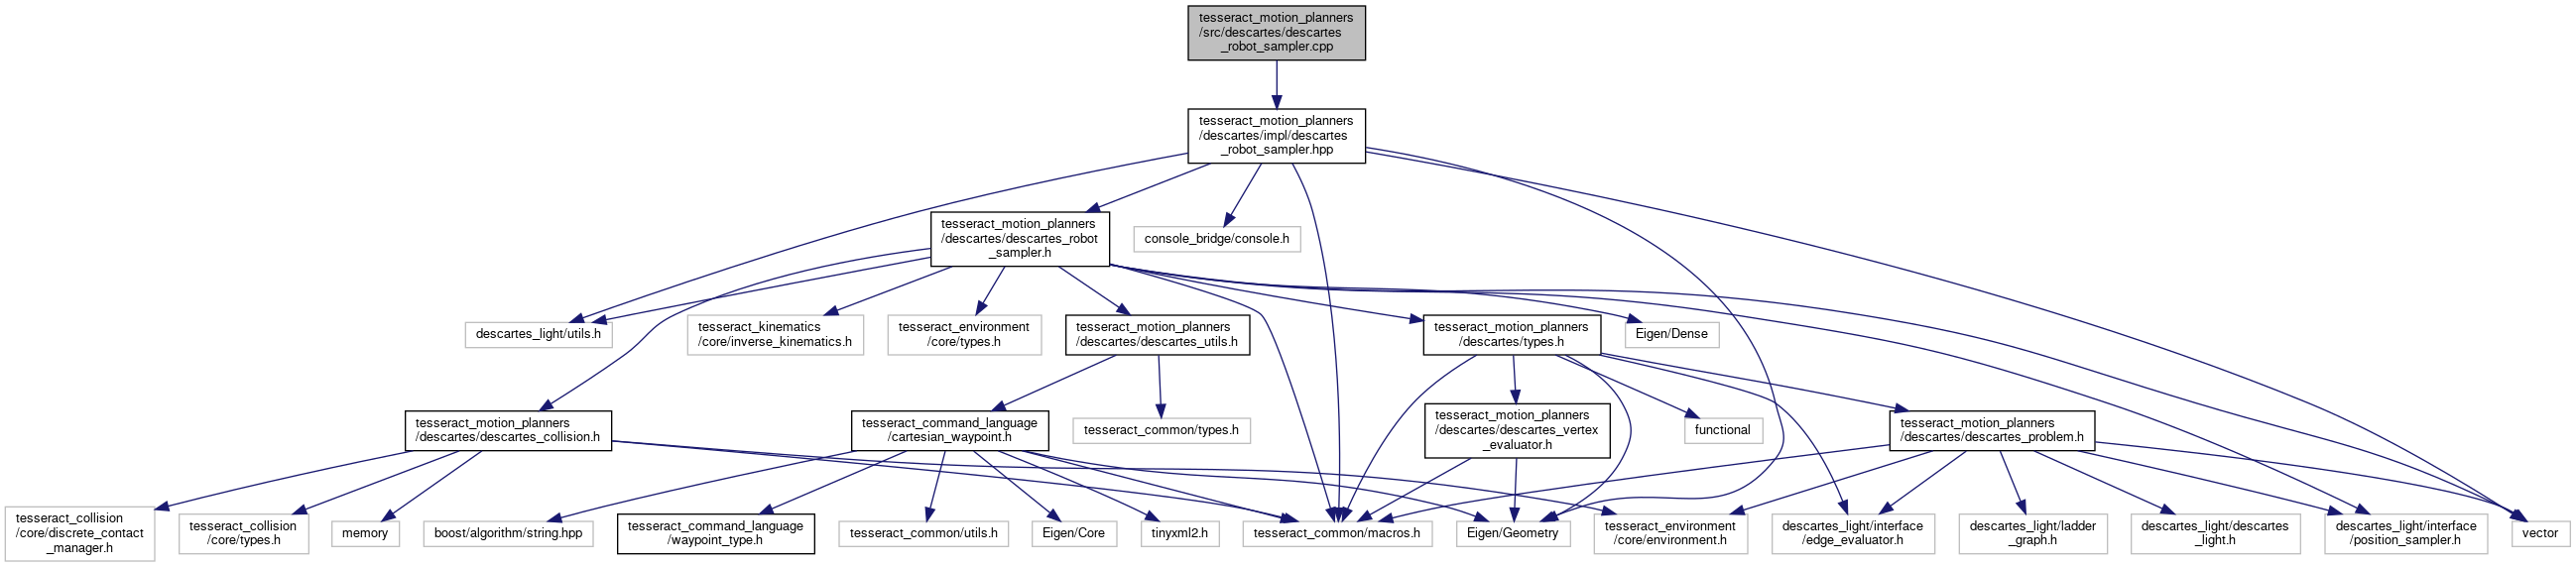 tesseract_motion_planners
/src/descartes/descartes
_robot_sampler.cpp
tesseract_motion_planners
/descartes/impl/descartes
_robot_sampler.hpp
tesseract_motion_planners
/descartes/descartes_robot
_sampler.h
console_bridge/console.h
descartes_light/utils.h
tesseract_kinematics
/core/inverse_kinematics.h
tesseract_environment
/core/types.h
tesseract_motion_planners
/descartes/descartes_utils.h
tesseract_motion_planners
/descartes/types.h
Eigen/Dense
tesseract_motion_planners
/descartes/descartes_collision.h
tesseract_command_language
/cartesian_waypoint.h
tesseract_common/types.h
tesseract_motion_planners
/descartes/descartes_vertex
_evaluator.h
functional
tesseract_motion_planners
/descartes/descartes_problem.h
tesseract_collision
/core/discrete_contact
_manager.h
tesseract_collision
/core/types.h
memory
boost/algorithm/string.hpp
tesseract_command_language
/waypoint_type.h
tesseract_common/utils.h
Eigen/Core
tinyxml2.h
tesseract_common/macros.h
Eigen/Geometry
tesseract_environment
/core/environment.h
descartes_light/interface
/edge_evaluator.h
descartes_light/ladder
_graph.h
descartes_light/descartes
_light.h
descartes_light/interface
/position_sampler.h
vector